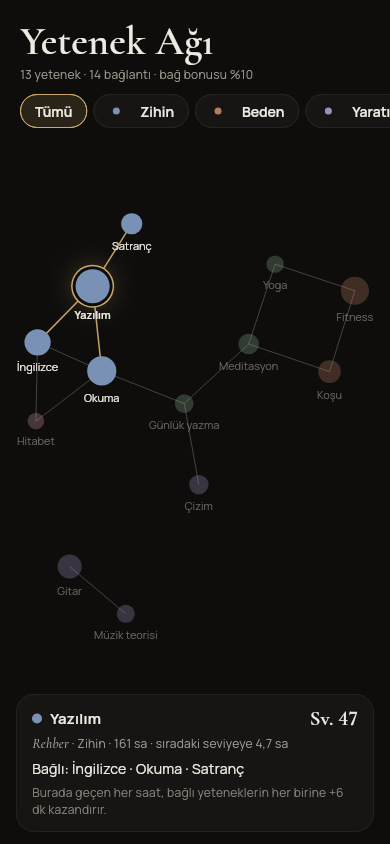 Yetenek Ağı
13 yetenek · 14 bağlantı · bağ bonusu %10
Tümü
Zihin
Beden
Yaratı
Satranç
Yoga
Yazılım
Fitness
Meditasyon
İngilizce
Okuma
Koşu
Günlük yazma
Hitabet
Çizim
Gitar
Müzik teorisi
Yazılım
Sv. 47
Rehber · Zihin · 161 sa · sıradaki seviyeye 4,7 sa
Bağlı: İngilizce · Okuma · Satranç
Burada geçen her saat, bağlı yeteneklerin her birine +6
dk kazandırır.